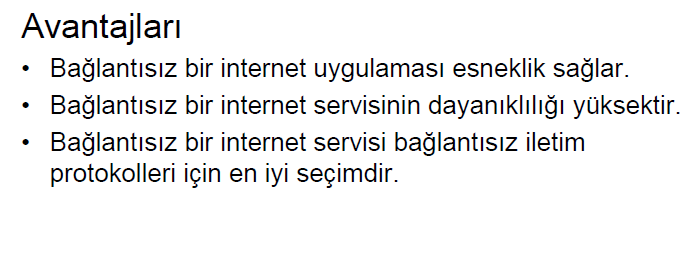 Avantajları
• Bağlantısız bir internet uygulaması esneklik sağlar.
• Bağlantısız bir internet servisinin dayanıklılığı yüksektir.
• Bağlantısız bir internet servisi bağlantısız iletim
protokolleri için en iyi seçimdir.